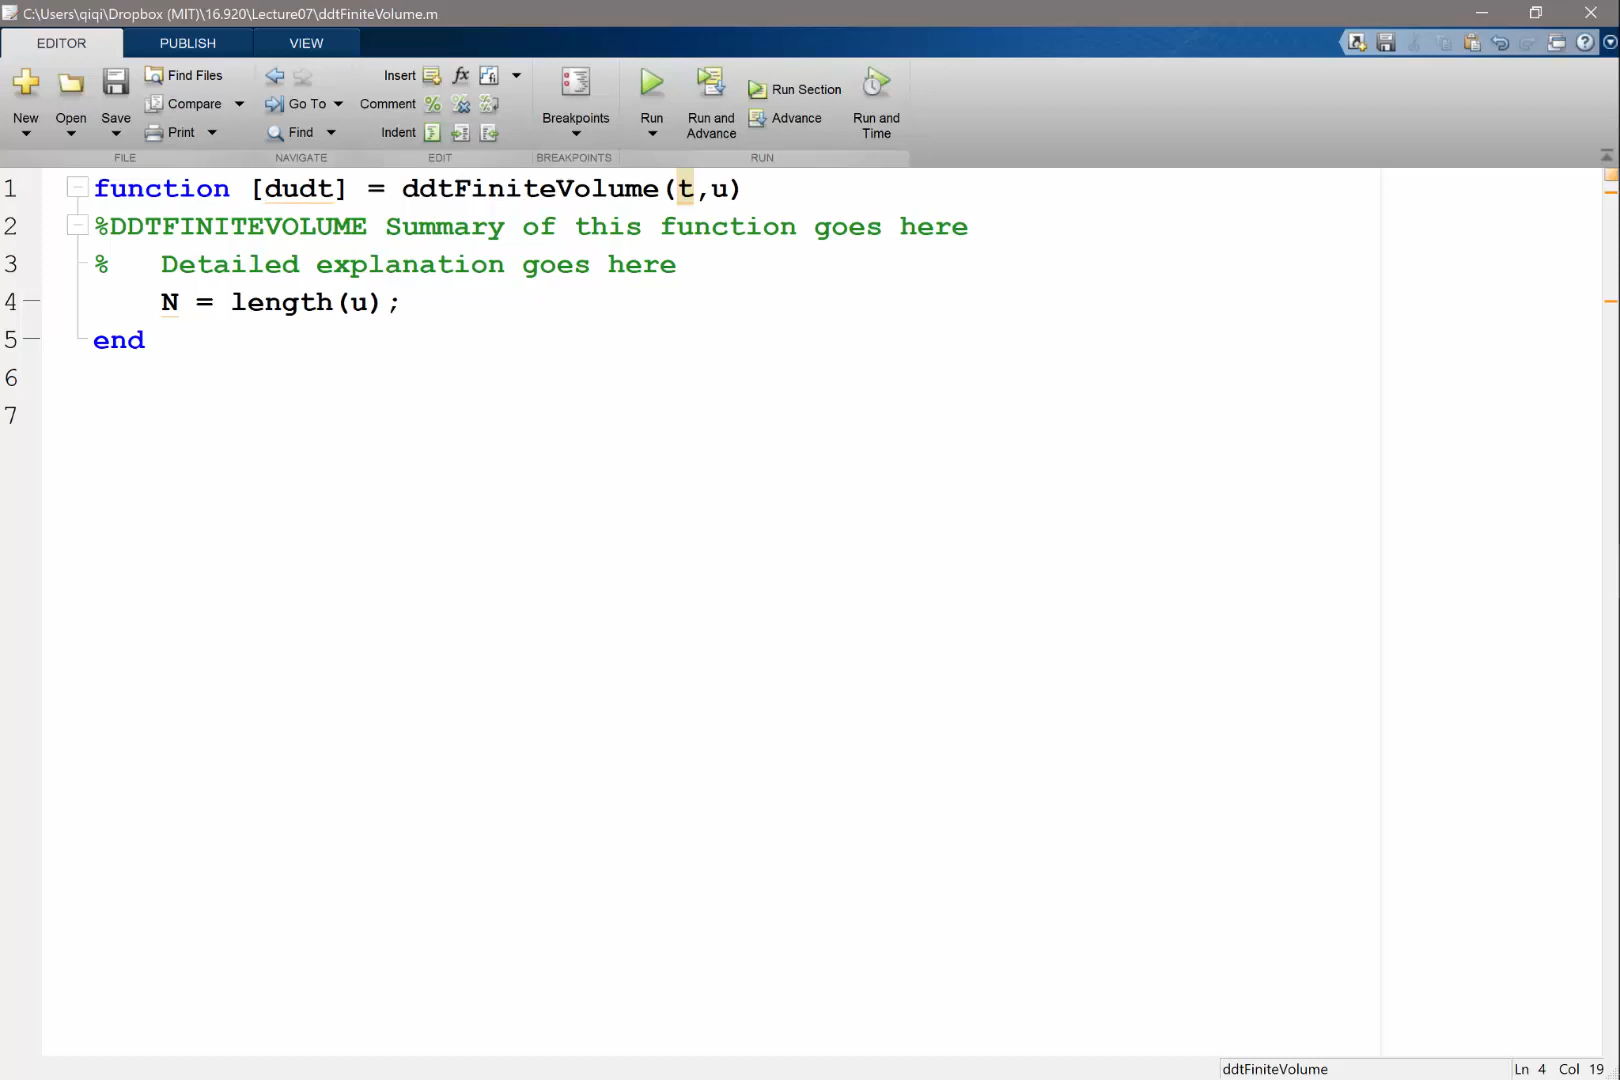 C:\Users\qiqi\Dropbox (MIT)\16.920\Lecture07\ddtFiniteVolume.m
EDITOR PUBLISH VIEW
New Open Save Find Files Compare Print
Go To Find
Insert Comment Indent
Breakpoints
Run Run and Advance Run Section Advance Run and Time
FILE NAVIGATE EDIT BREAKPOINTS RUN
1 function [dudt] = ddtFiniteVolume(t,u)
2 %DDTFINITEVOLUME Summary of this function goes here
3 %   Detailed explanation goes here
4     N = length(u);
5 end
6
7
ddtFiniteVolume Ln 4 Col 19